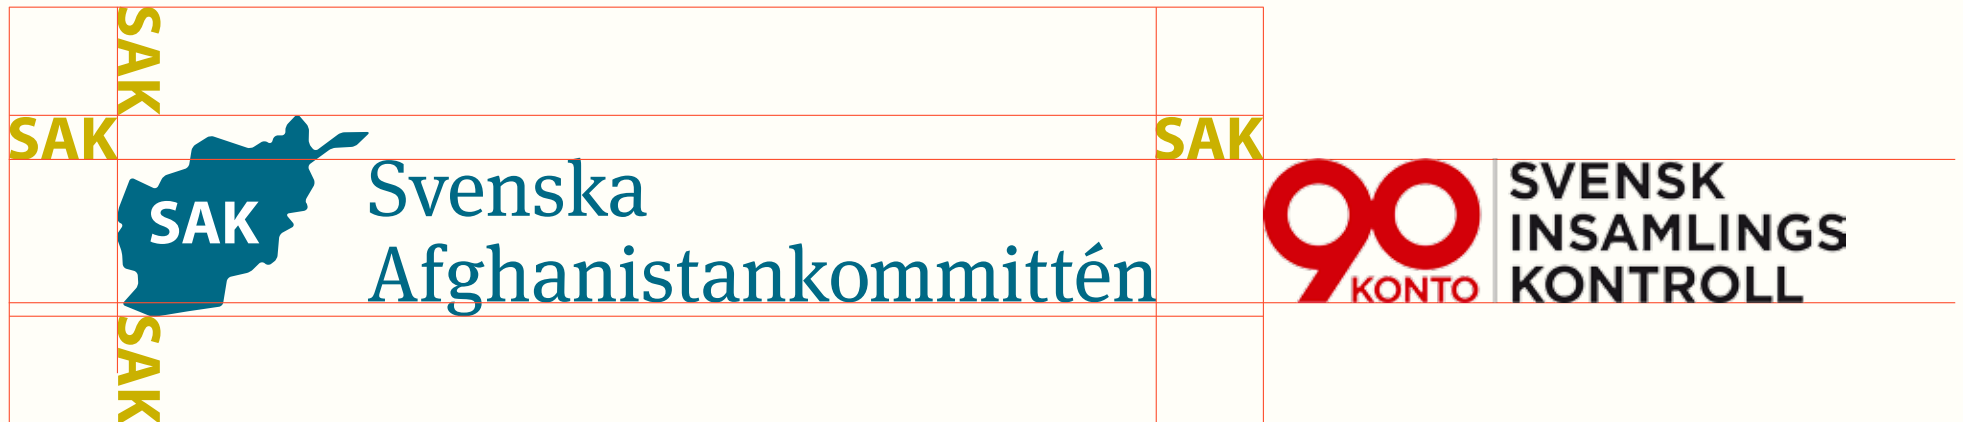 SAK
SAK
SAK
SAK
Svenska
Afghanistankommittén
90
KONTO
SVENSK
INSAMLINGS
KONTROLL
SAK